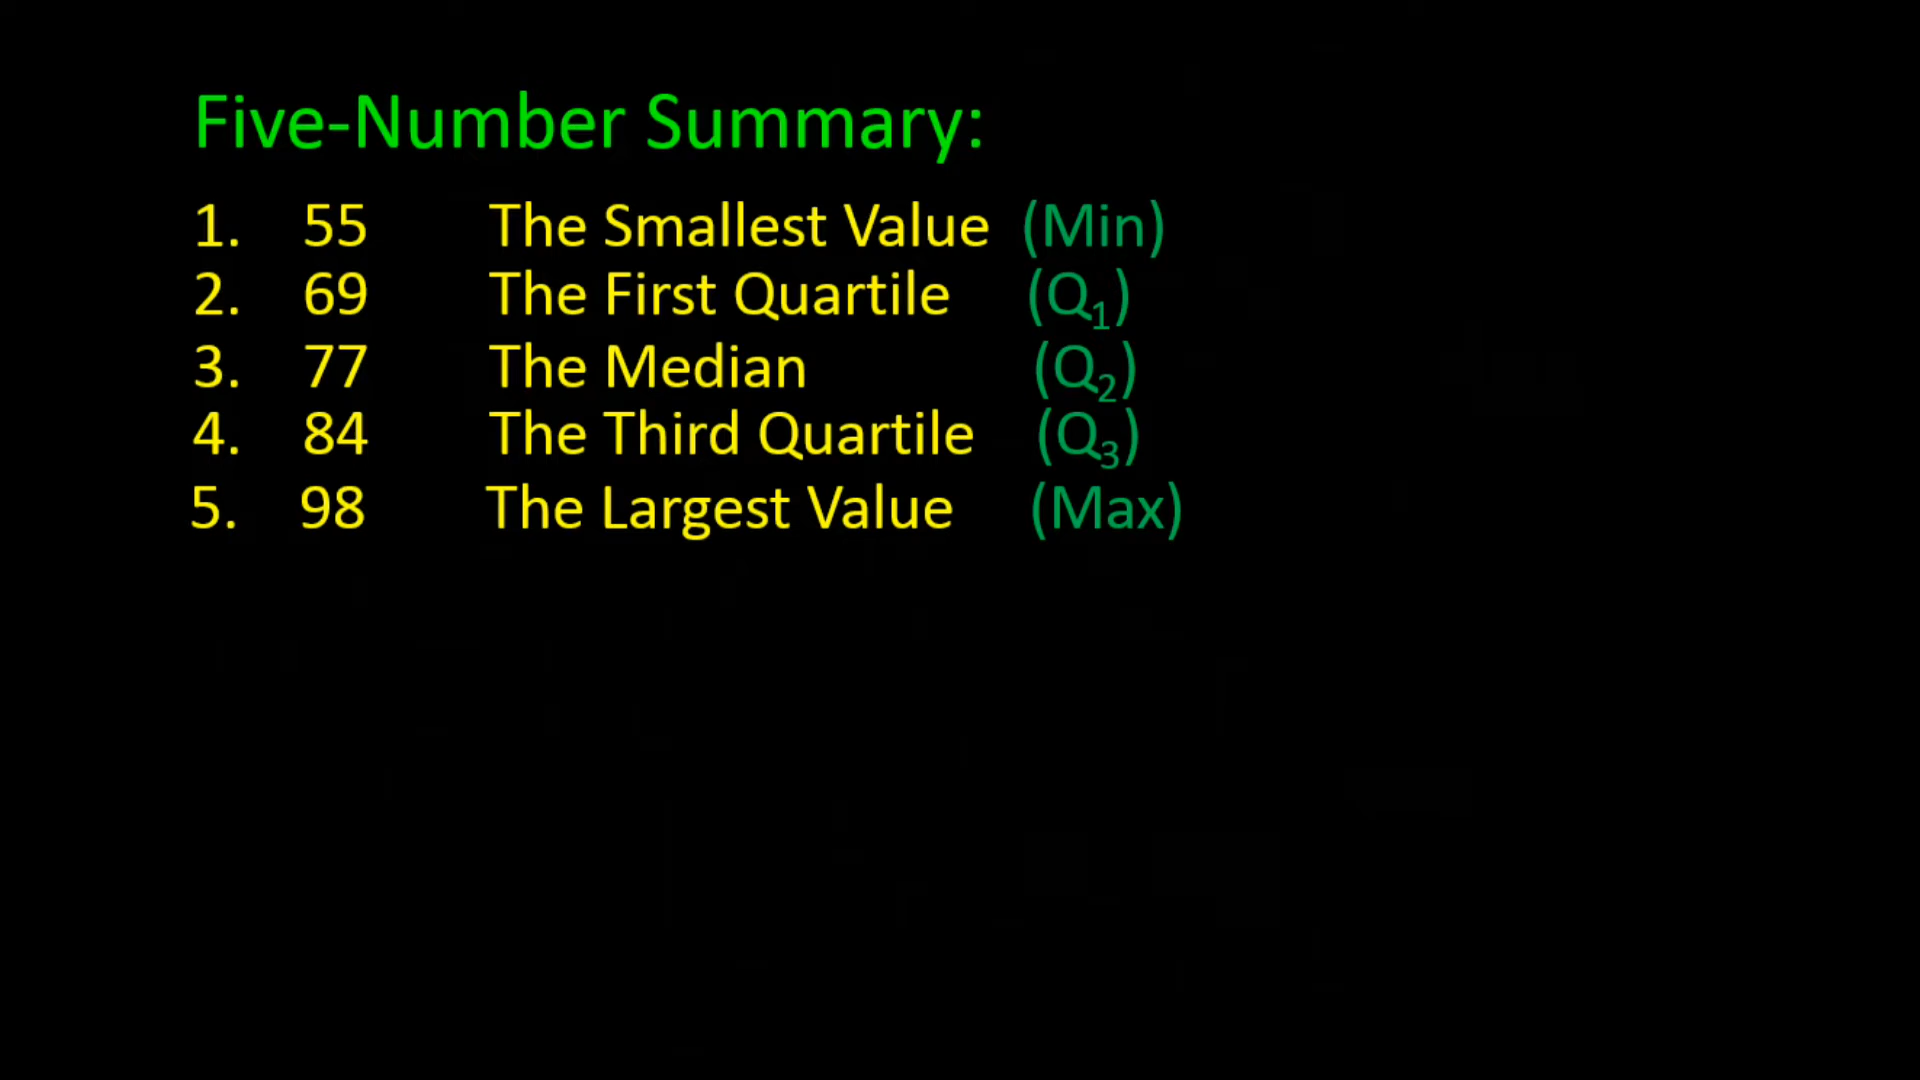 Five-Number Summary:
1. 55 The Smallest Value (Min)
2. 69 The First Quartile (Q₁)
3. 77 The Median (Q₂)
4. 84 The Third Quartile (Q₃)
5. 98 The Largest Value (Max)